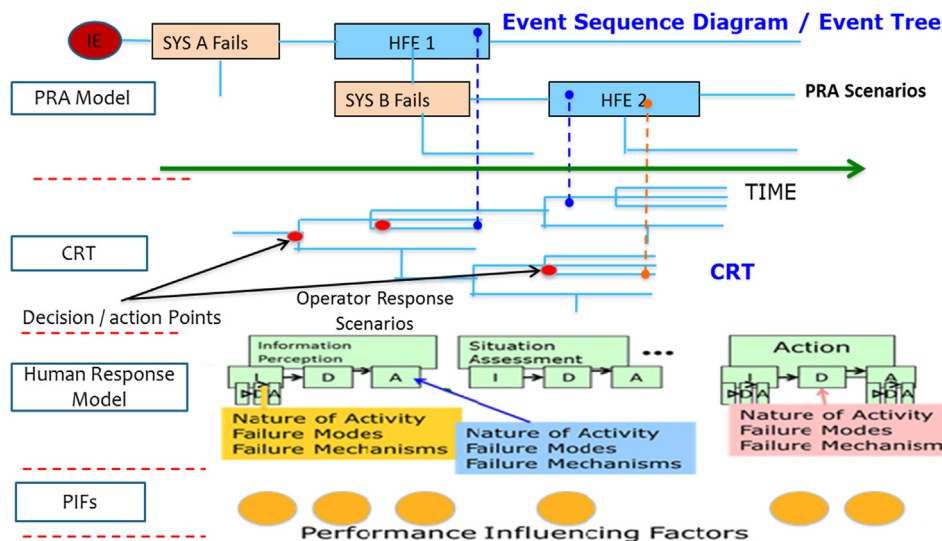 Event Sequence Diagram / Event Tree
IE
SYS A Fails
HFE 1
PRA Model
SYS B Fails
HFE 2
PRA Scenarios
TIME
CRT
CRT
Decision / action Points
Operator Response
Scenarios
Human Response
Model
Information
Perception
I
D
A
D
A
Situation
Assessment
I
D
A
•••
Action
I
D
A
D
A
D
A
Nature of Activity
Failure Modes
Failure Mechanisms
Nature of Activity
Failure Modes
Failure Mechanisms
Nature of Activity
Failure Modes
Failure Mechanisms
PIFs
Performance Influencing Factors